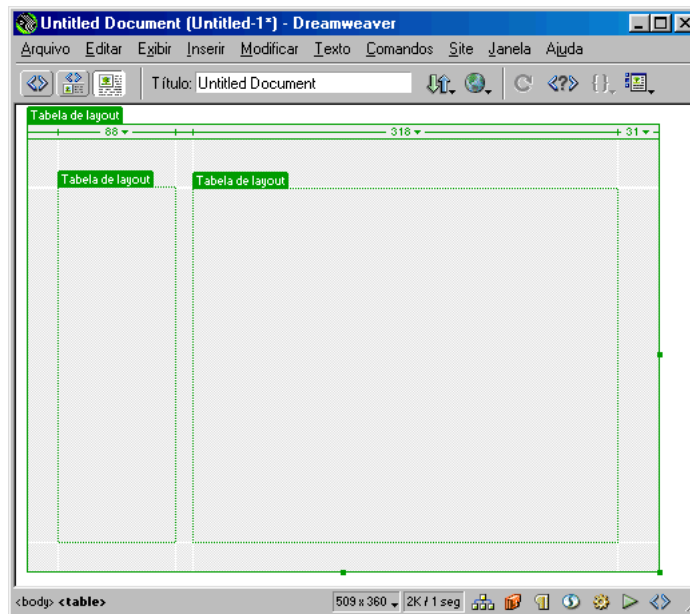 Untitled Document (Untitled-1*) - Dreamweaver
Arquivo Editar Exibir Inserir Modificar Texto Comandos Site Janela Ajuda
Título: Untitled Document
Tabela de layout
88 318 31
Tabela de layout Tabela de layout
<body> <table> 509 x 360 2K / 1 seg